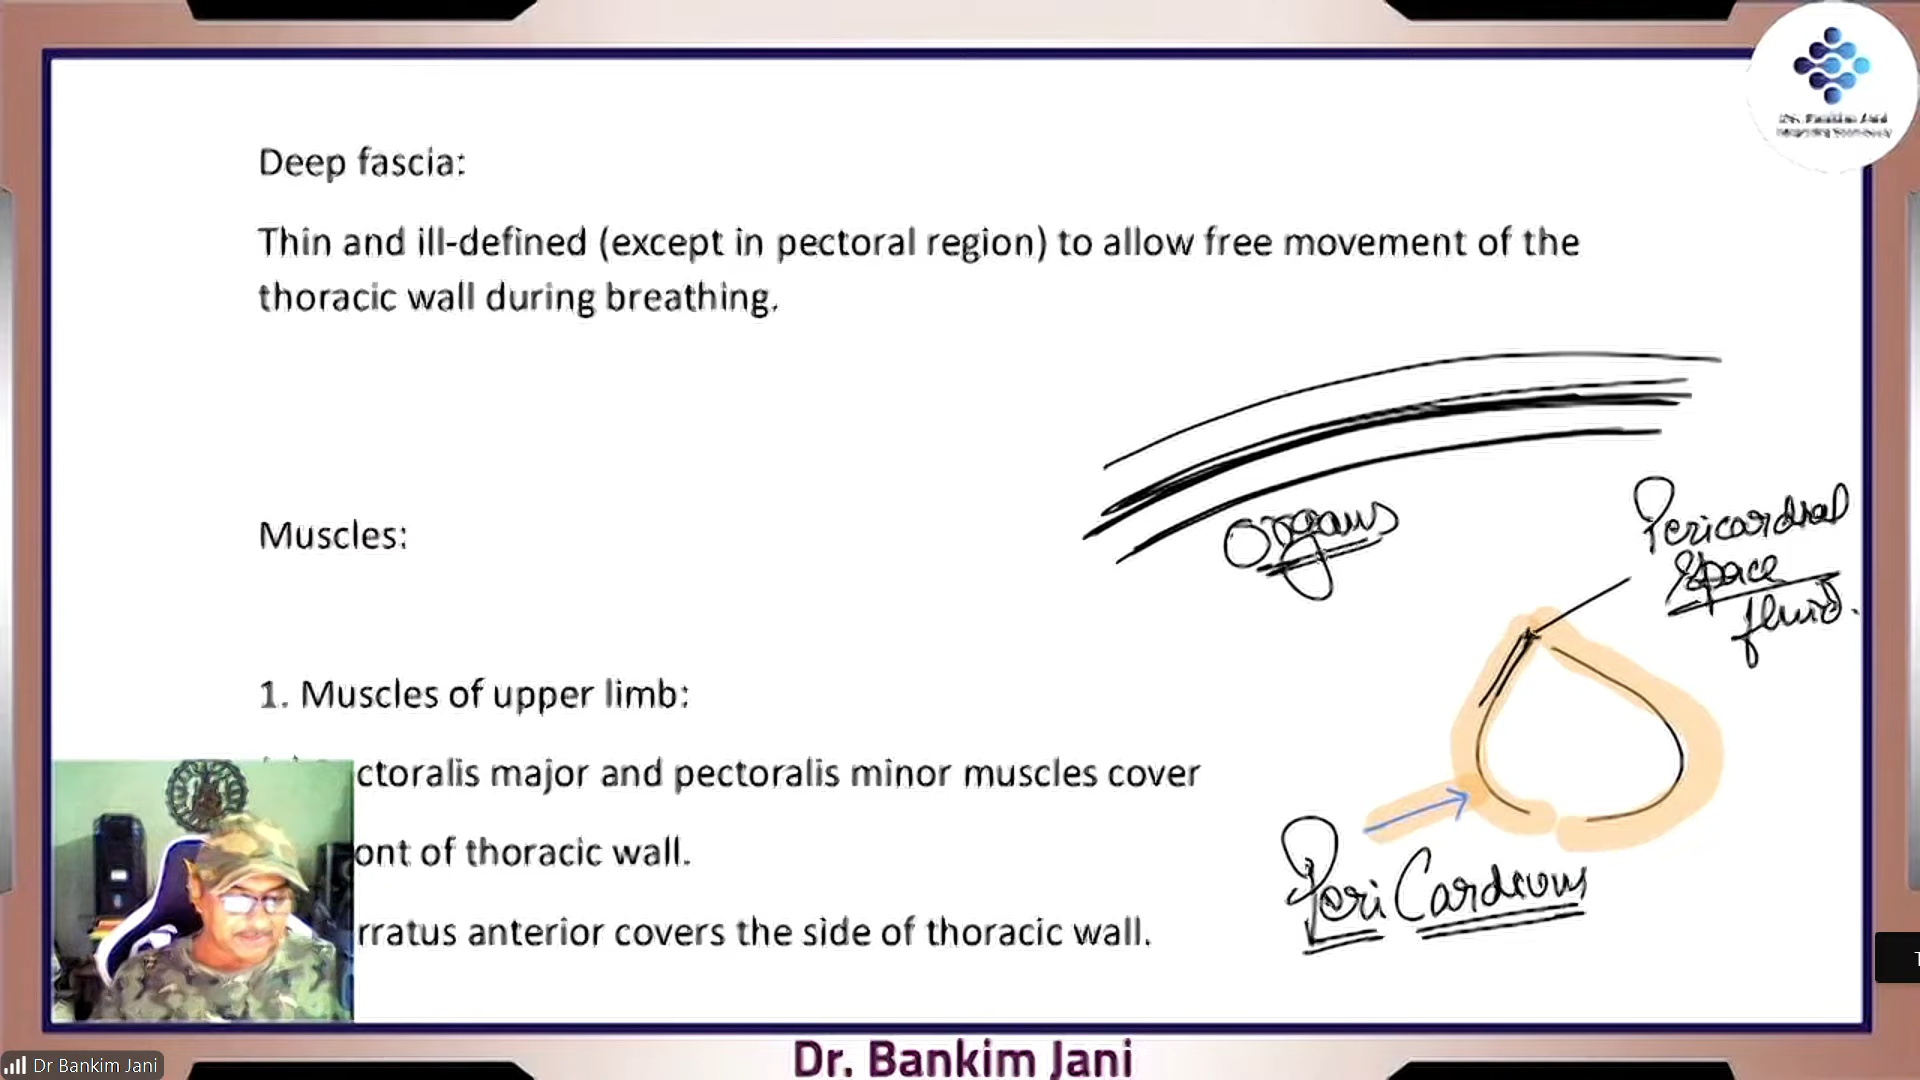 Deep fascia:
Thin and ill-defined (except in pectoral region) to allow free movement of the
thoracic wall during breathing.
organs
Pericardial
space
fluid.
Muscles:
1. Muscles of upper limb:
ctoralis major and pectoralis minor muscles cover
ont of thoracic wall.
Peri Cardium
rratus anterior covers the side of thoracic wall.
Dr. Bankim Jani
Dr Bankim Jani